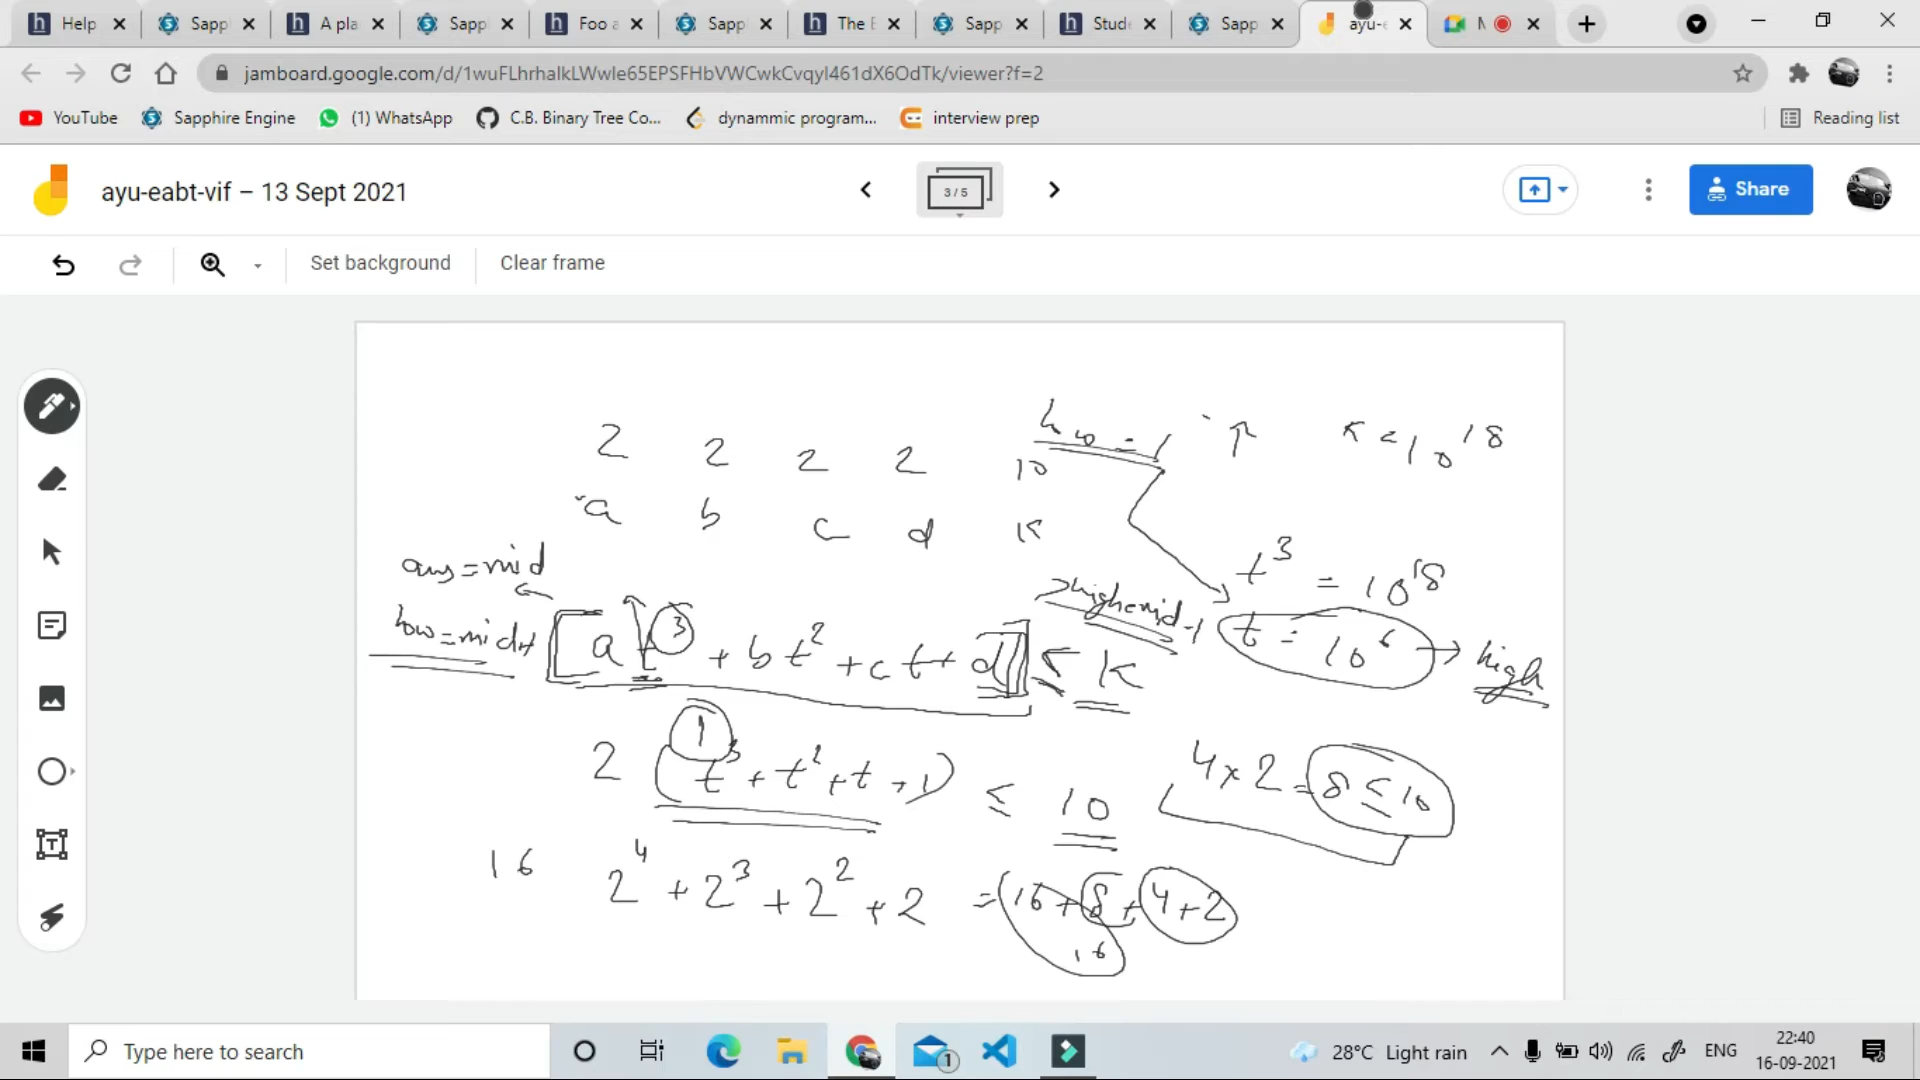 Help
Sapp
A pla
Sapp
Foo a
Sapp
The E
Sapp
Stud
Sapp
ayu-e
M
jamboard.google.com/d/1wuFLhrhalkLWwle65EPSFHbVWCwkCvqyl461dX6OdTk/viewer?f=2
YouTube
Sapphire Engine
(1) WhatsApp
C.B. Binary Tree Co...
dynammic program...
interview prep
Reading list
ayu-eabt-vif – 13 Sept 2021
3 / 5
Share
Set background
Clear frame
low = 1 ↑ K = 10^18
2 2 2 2 10
a b c d K
ans = mid
t^3 = 10^18
> high = mid - 1
low = mid + [a t^3 + b t^2 + c t + d] ≤ K
t = 10^6 → high
1
2 (t^3 + t^2 + t + 1) ≤ 10
4 x 2 = 8 ≤ 10
16 2^4 + 2^3 + 2^2 + 2 = 16 + 8 + 4 + 2
16
Type here to search
1
28°C Light rain
ENG
22:40
16-09-2021